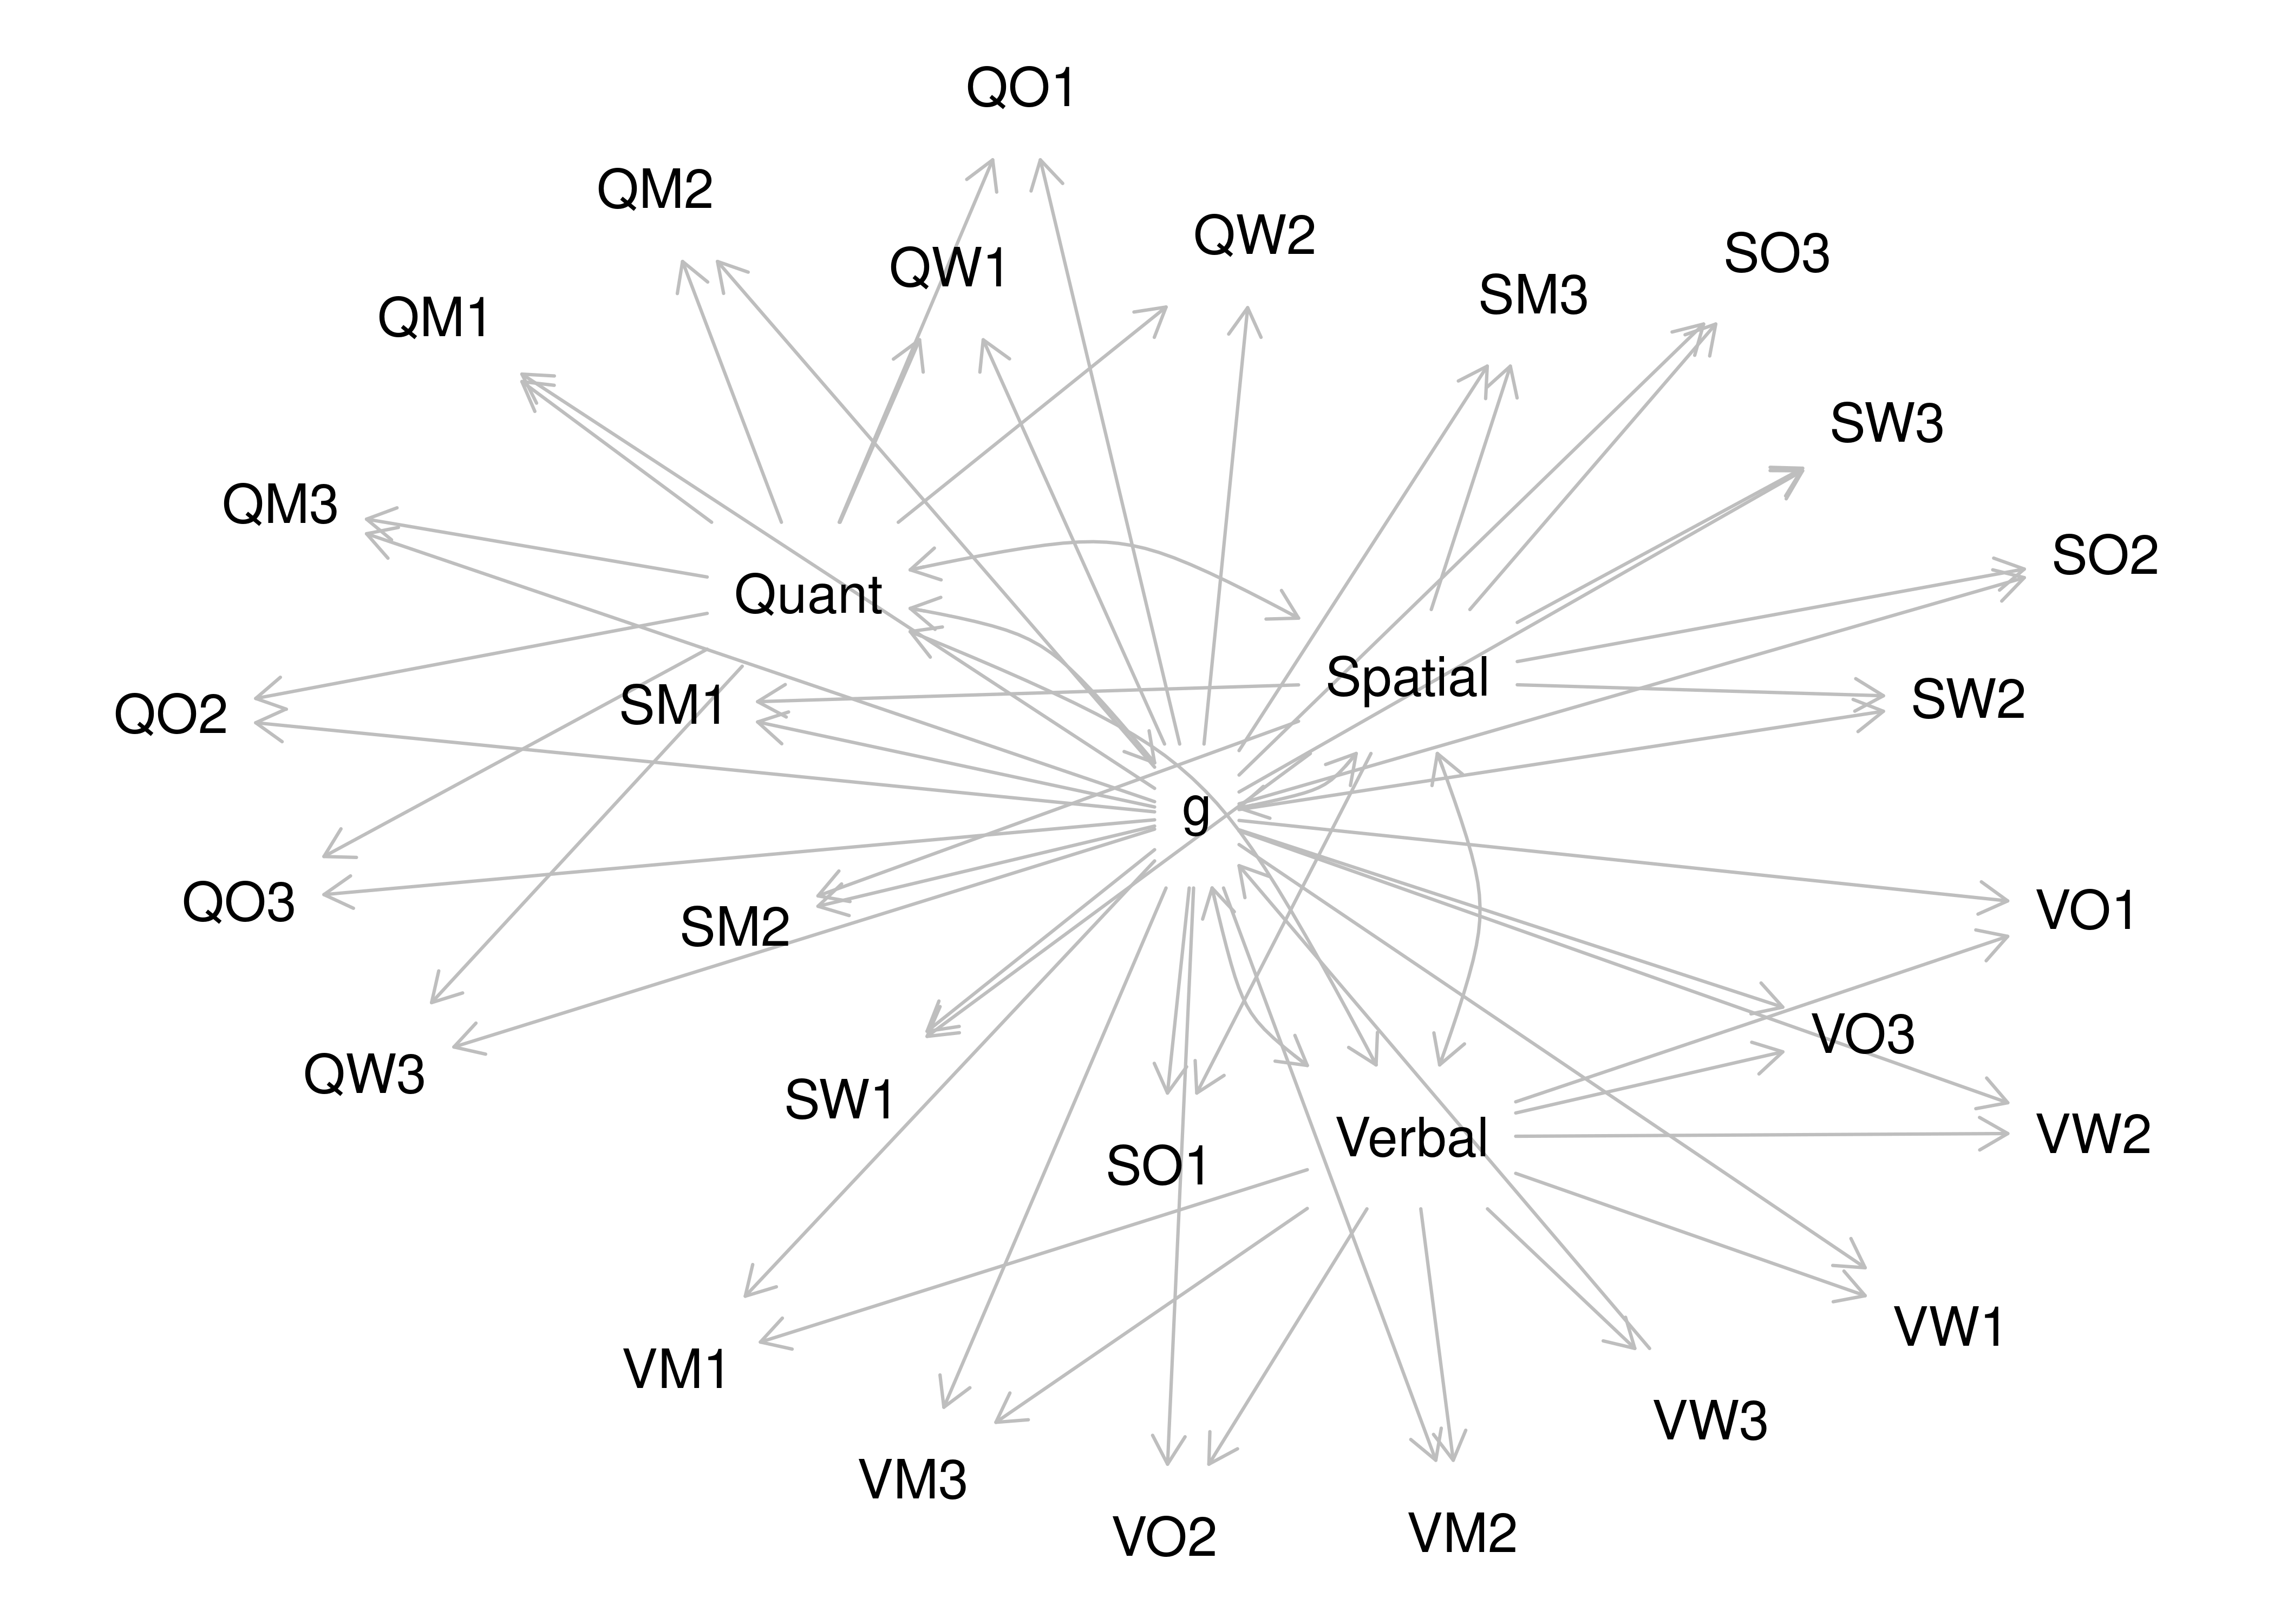 QO1
QM2
QW2
SO3
QW1
SM3
QM1
SW3
QM3
SO2
Quant
Spatial
SW2
SM1
QO2
g
QO3
VO1
SM2
VO3
QW3
SW1
VW2
Verbal
SO1
VW1
VM1
VW3
VM3
VM2
VO2